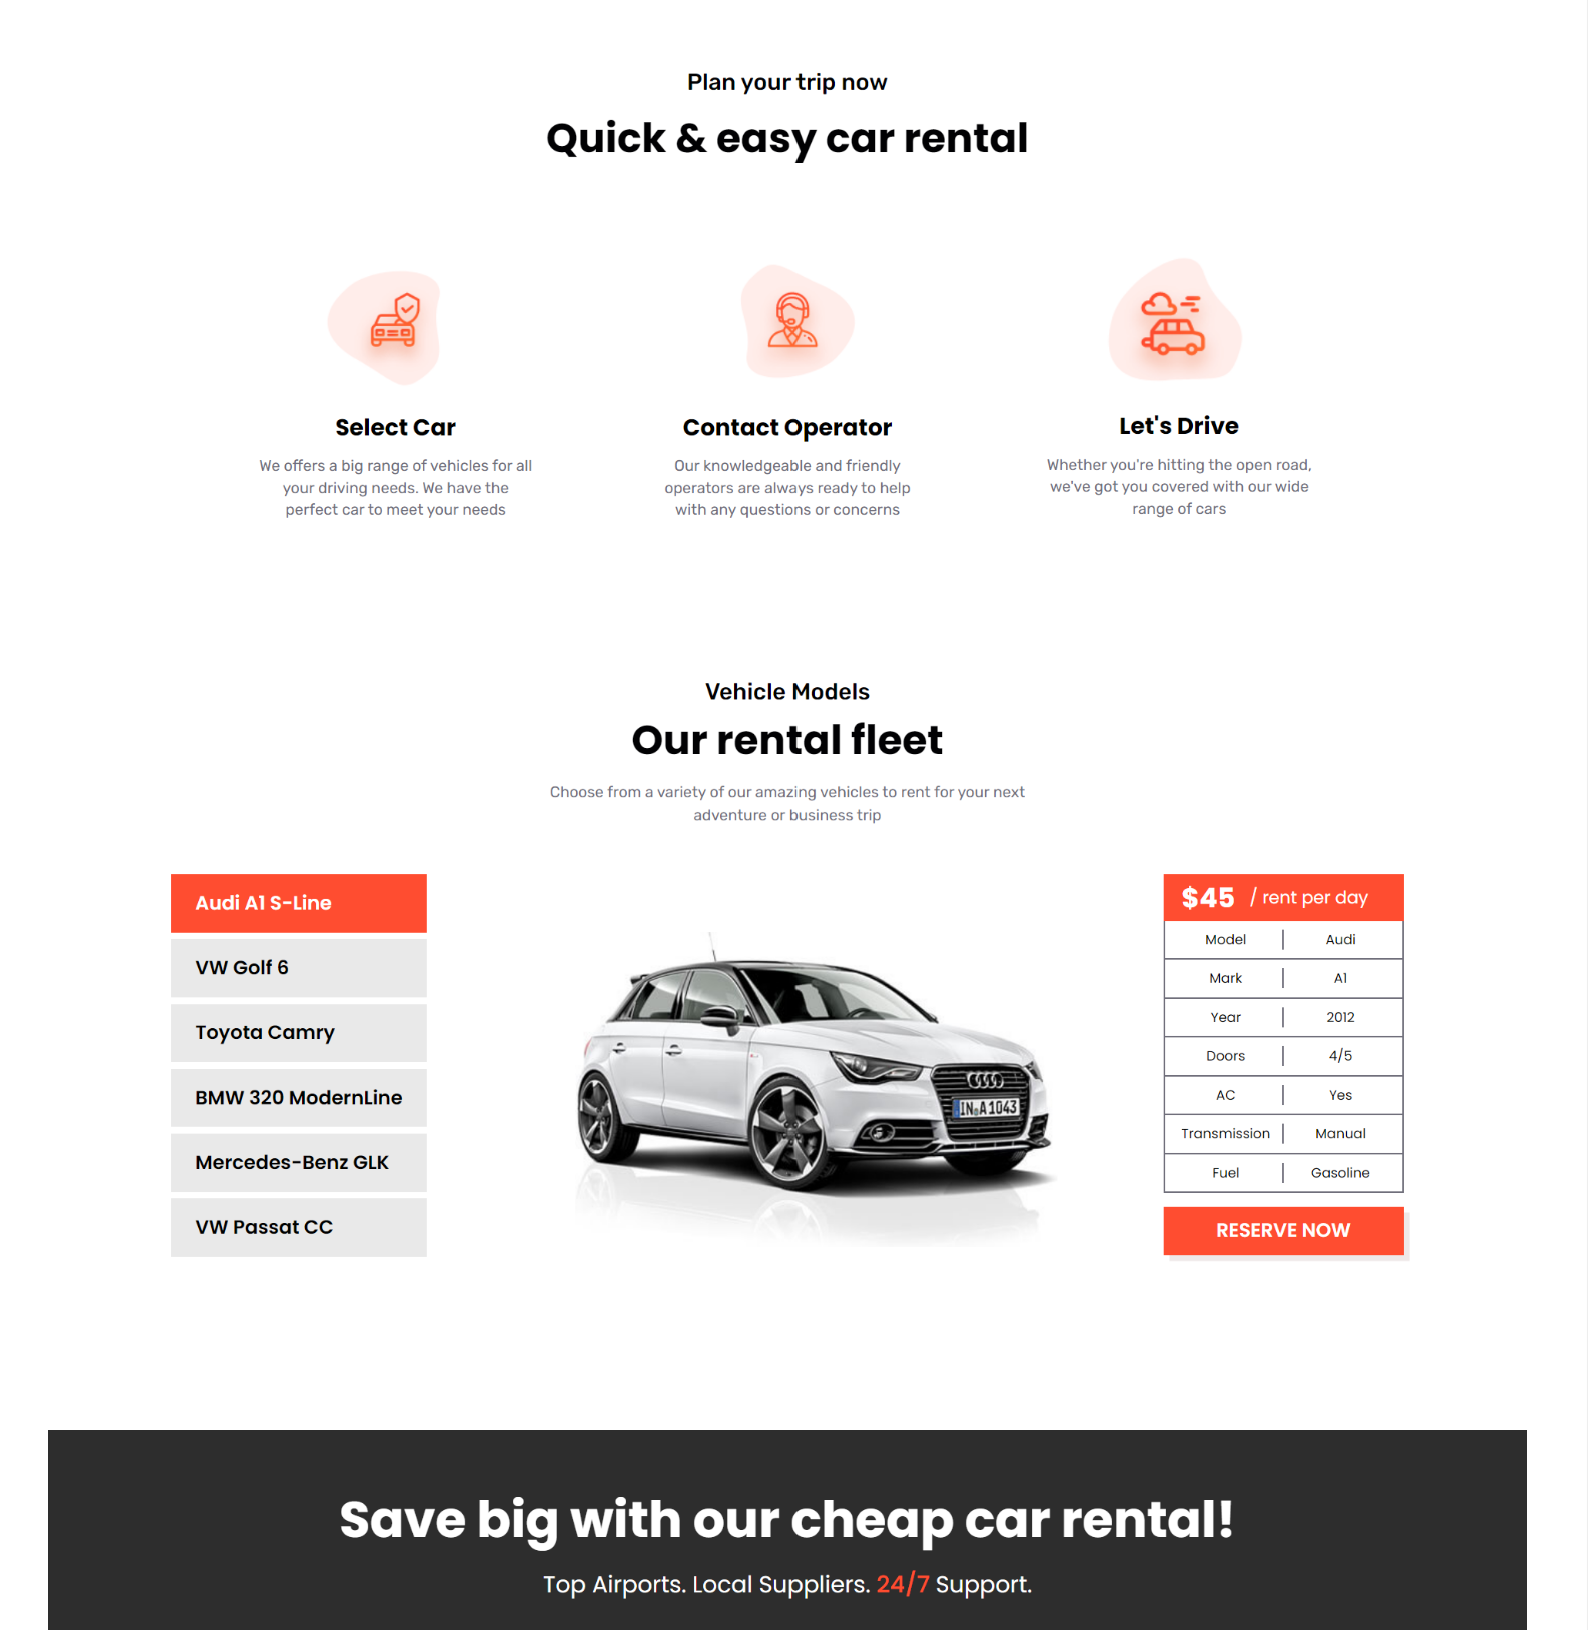 Plan your trip now
Quick & easy car rental
Select Car
We offers a big range of vehicles for all
your driving needs. We have the
perfect car to meet your needs
Contact Operator
Our knowledgeable and friendly
operators are always ready to help
with any questions or concerns
Let's Drive
Whether you're hitting the open road,
we've got you covered with our wide
range of cars
Vehicle Models
Our rental fleet
Choose from a variety of our amazing vehicles to rent for your next
adventure or business trip
Audi A1 S-Line
VW Golf 6
Toyota Camry
BMW 320 ModernLine
Mercedes-Benz GLK
VW Passat CC
IN A 1043
$45 / rent per day
Model | Audi
Mark | A1
Year | 2012
Doors | 4/5
AC | Yes
Transmission | Manual
Fuel | Gasoline
RESERVE NOW
Save big with our cheap car rental!
Top Airports. Local Suppliers. 24/7 Support.